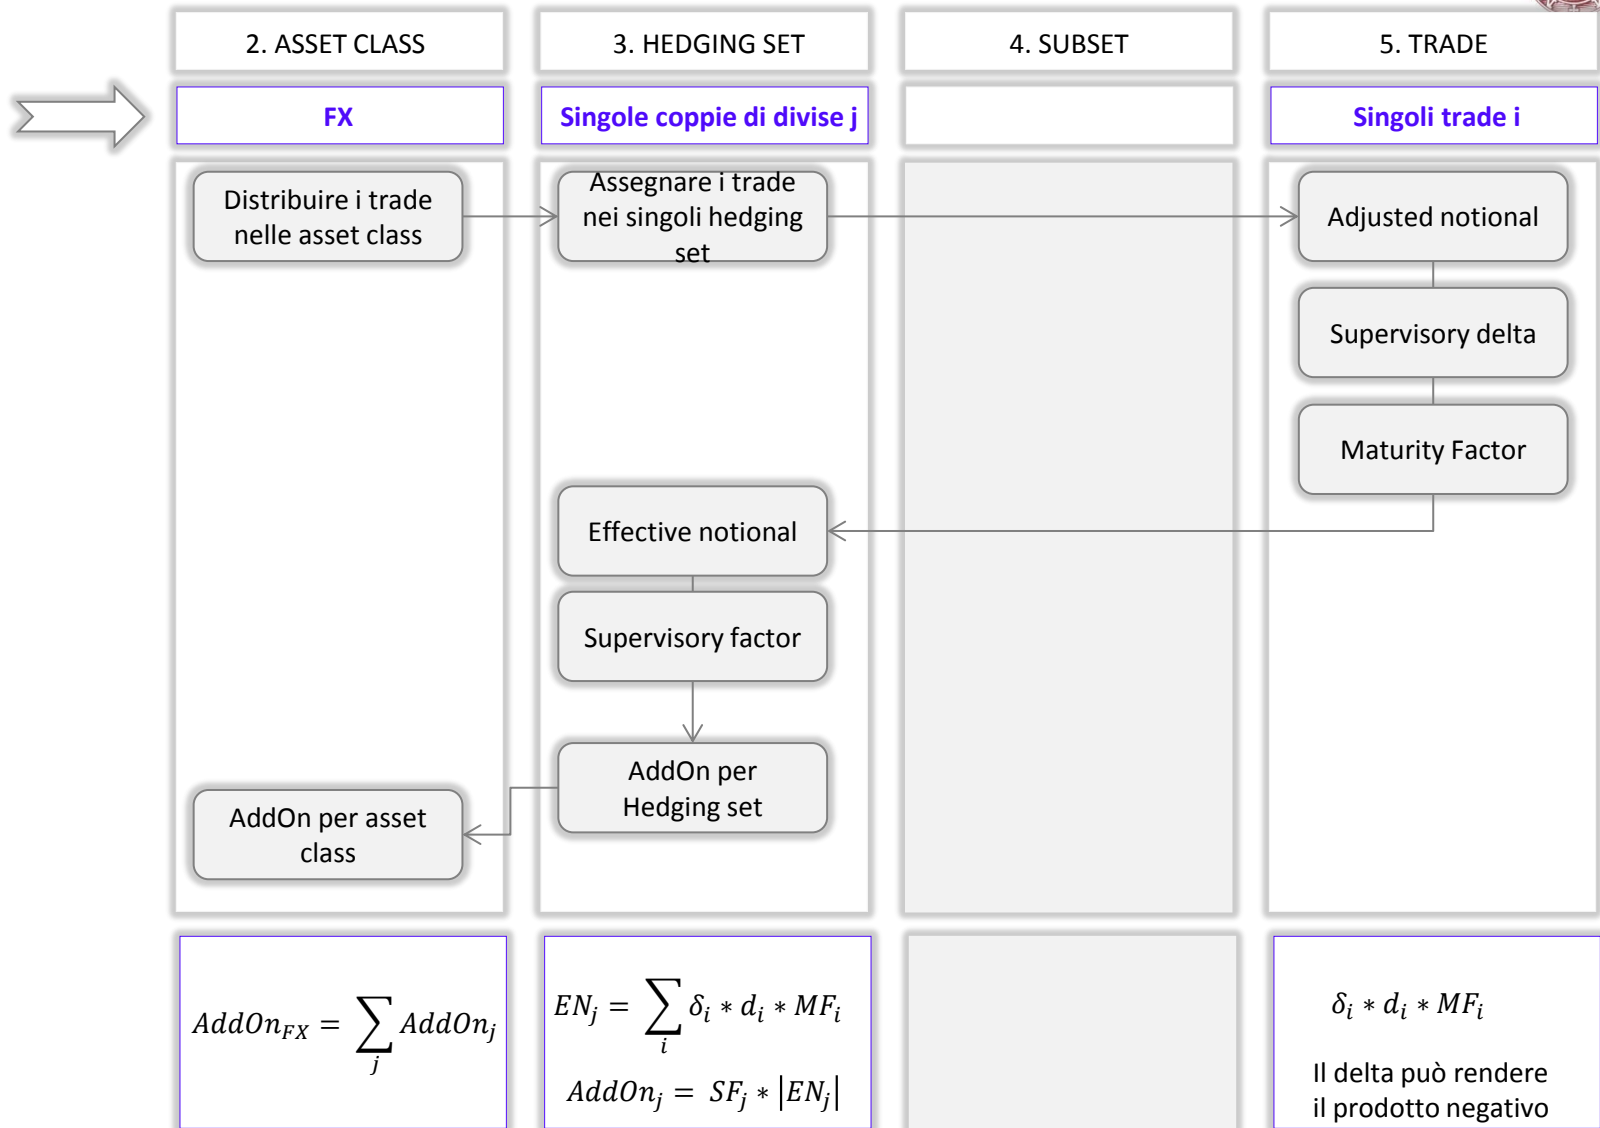 2. ASSET CLASS
3. HEDGING SET
4. SUBSET
5. TRADE
FX
Singole coppie di divise j
Singoli trade i
Distribuire i trade
nelle asset class
Assegnare i trade
nei singoli hedging
set
Adjusted notional
Supervisory delta
Maturity Factor
Effective notional
Supervisory factor
AddOn per
Hedging set
AddOn per asset
class
AddOn_{FX} = ∑_j AddOn_j
EN_j = ∑_i δ_i * d_i * MF_i
AddOn_j = SF_j * |EN_j|
δ_i * d_i * MF_i
Il delta può rendere
il prodotto negativo